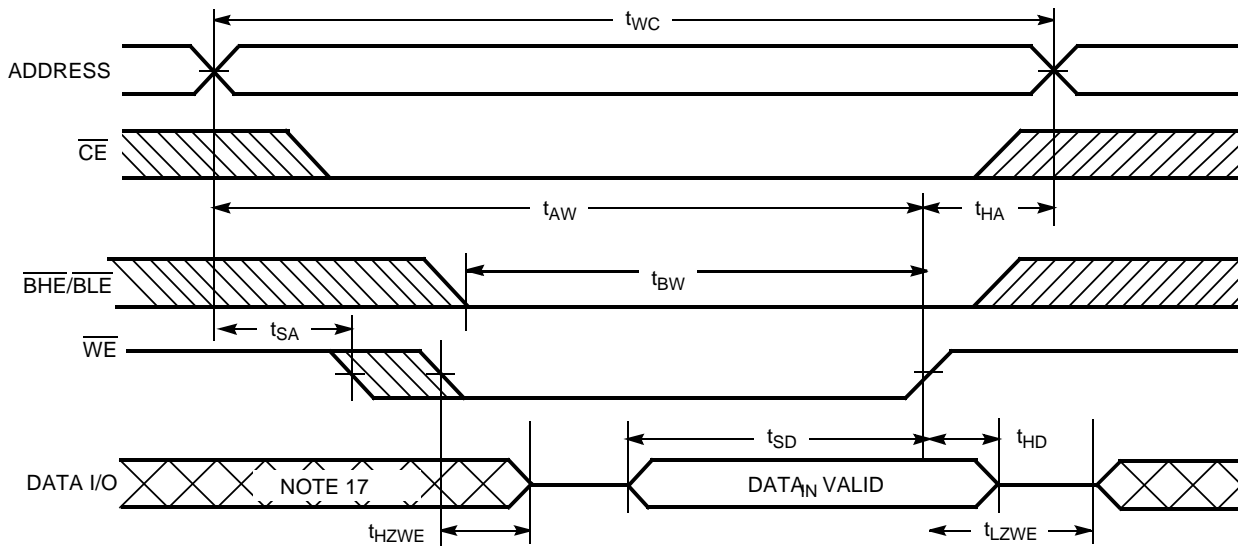 tWC
ADDRESS
CE
tAW
tHA
BHE/BLE
tBW
tSA
WE
tSD
tHD
DATA I/O
NOTE 17
DATAIN VALID
tHZWE
tLZWE